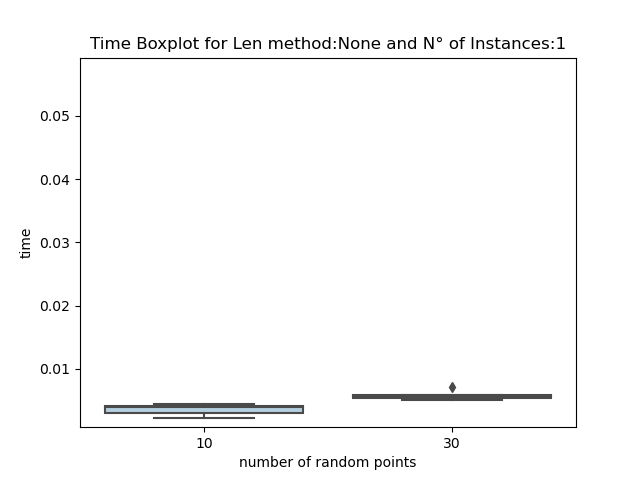 Time Boxplot for Len method:None and N° of Instances:1
0.05
0.04
0.03
0.02
0.01
time
10
30
number of random points